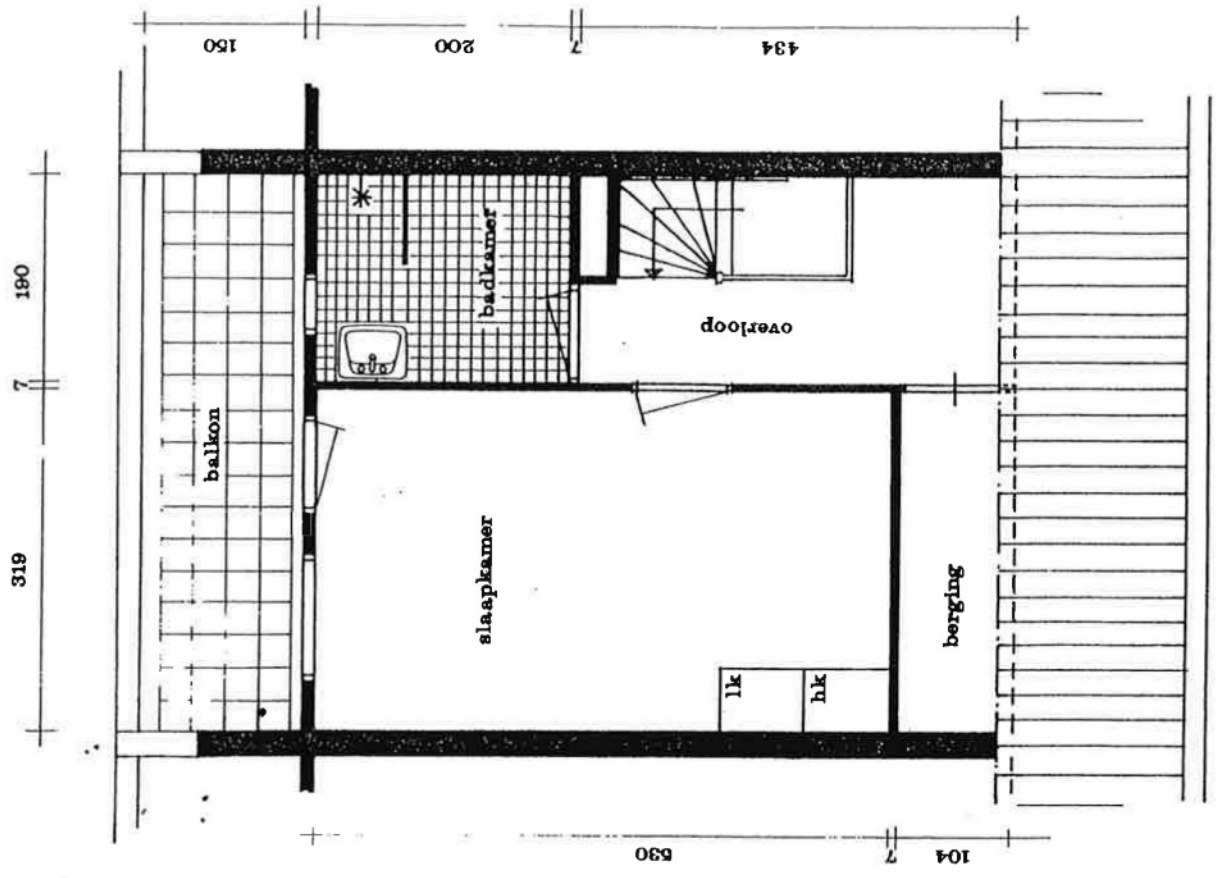 150
200
7
434
190
7
319
balkon
badkamer
overloop
slaapkamer
berging
lk
hk
530
7
104